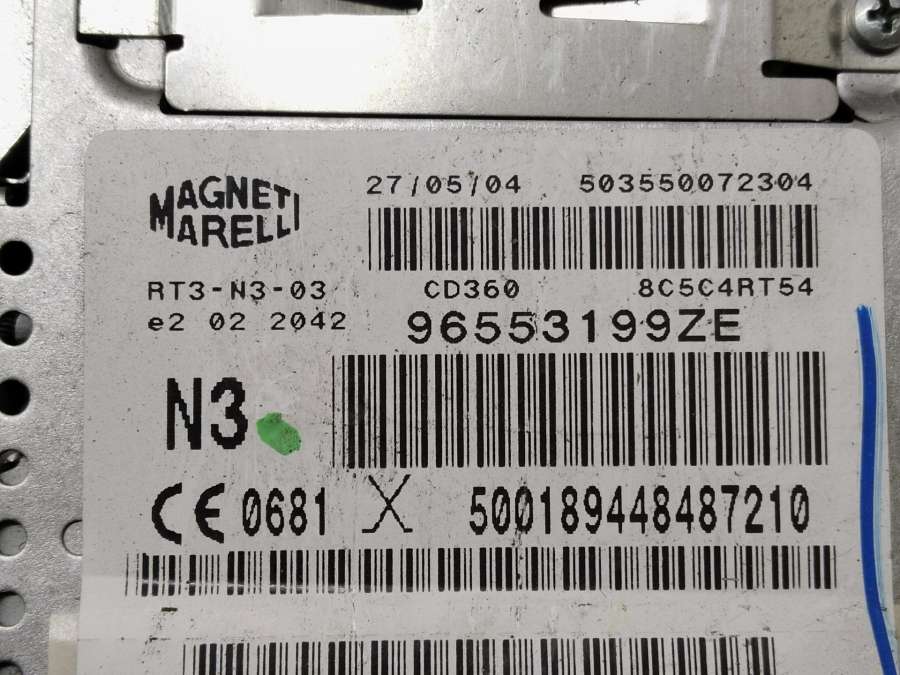 MAGNETI
MARELLI
27/05/04 503550072304
RT3-N3-03 CD360 8C5C4RT54
e2 02 2042 96553199ZE
N3
CE 0681 X 500189448487210